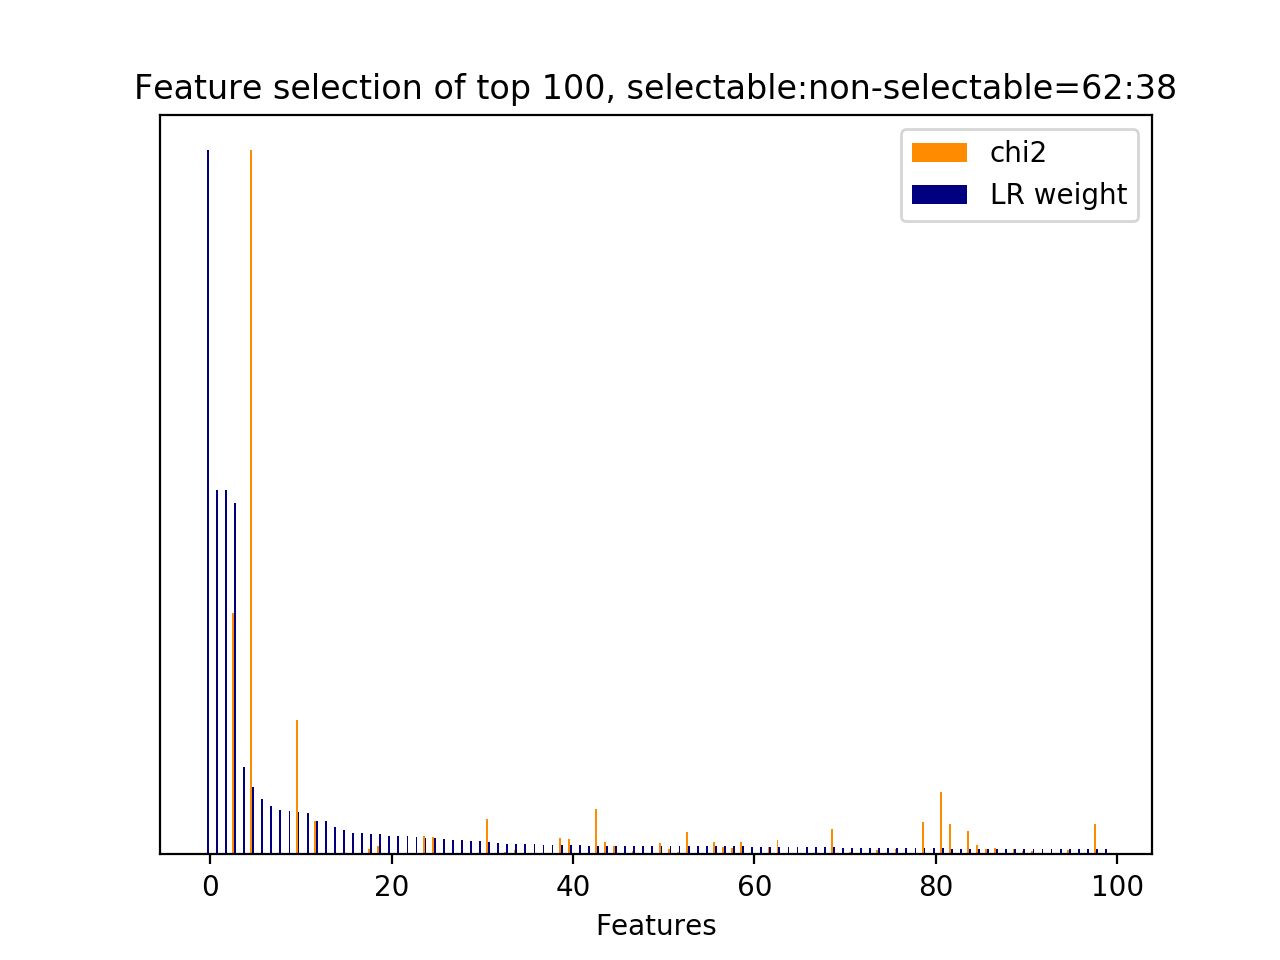 Feature selection of top 100, selectable:non-selectable=62:38
chi2
LR weight
0 20 40 60 80 100
Features